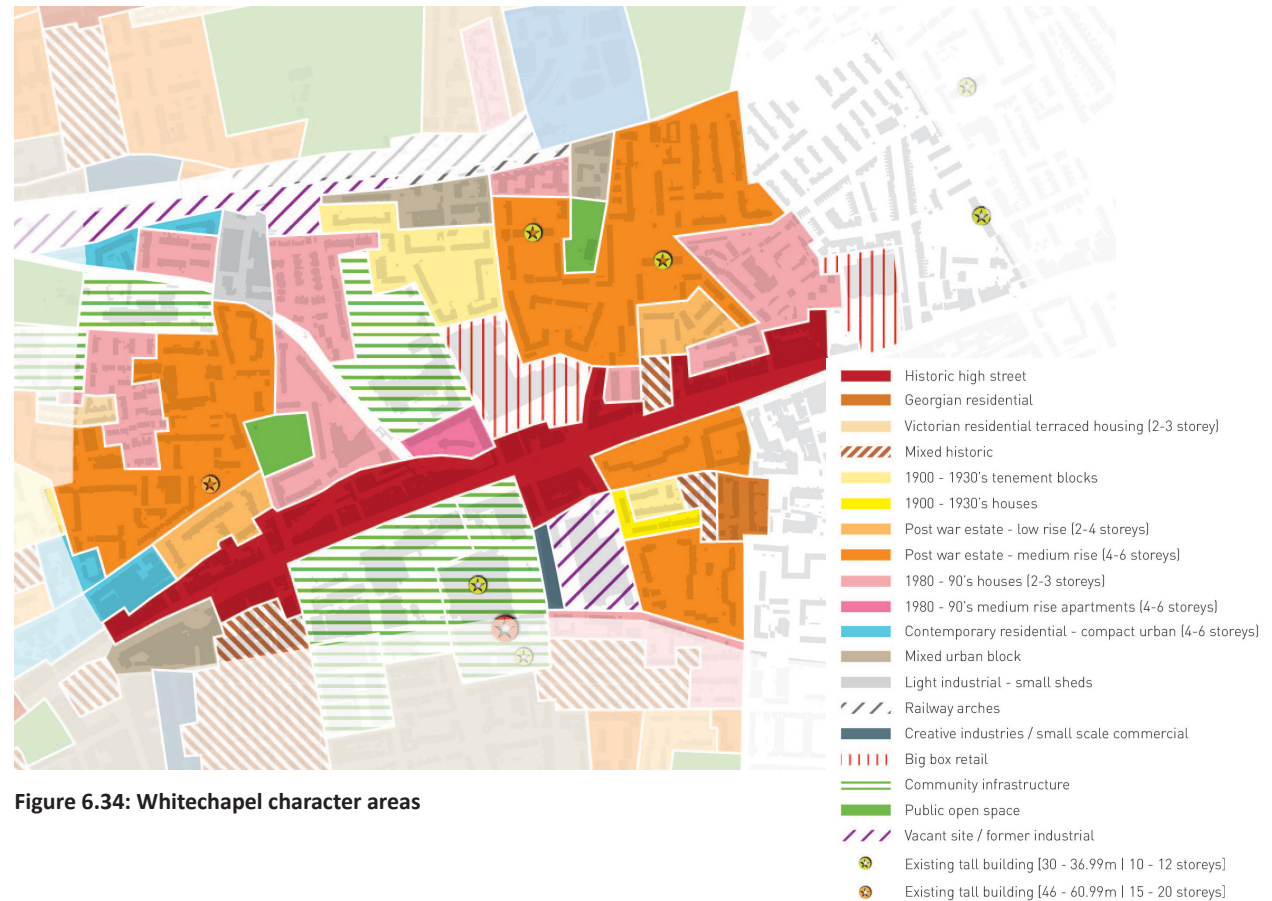 Historic high street
Georgian residential
Victorian residential terraced housing (2-3 storey)
Mixed historic
1900 - 1930's tenement blocks
1900 - 1930's houses
Post war estate - low rise (2-4 storeys)
Post war estate - medium rise (4-6 storeys)
1980 - 90's houses (2-3 storeys)
1980 - 90's medium rise apartments (4-6 storeys)
Contemporary residential - compact urban (4-6 storeys)
Mixed urban block
Light industrial - small sheds
Railway arches
Creative industries / small scale commercial
Big box retail
Community infrastructure
Public open space
Vacant site / former industrial
Existing tall building [30 - 36.99m | 10 - 12 storeys]
Existing tall building [46 - 60.99m | 15 - 20 storeys]
Figure 6.34: Whitechapel character areas